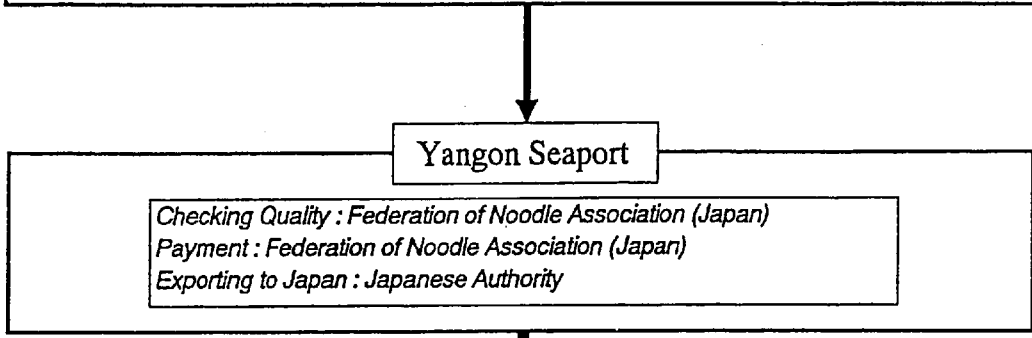 Yangon Seaport
Checking Quality : Federation of Noodle Association (Japan)
Payment : Federation of Noodle Association (Japan)
Exporting to Japan : Japanese Authority